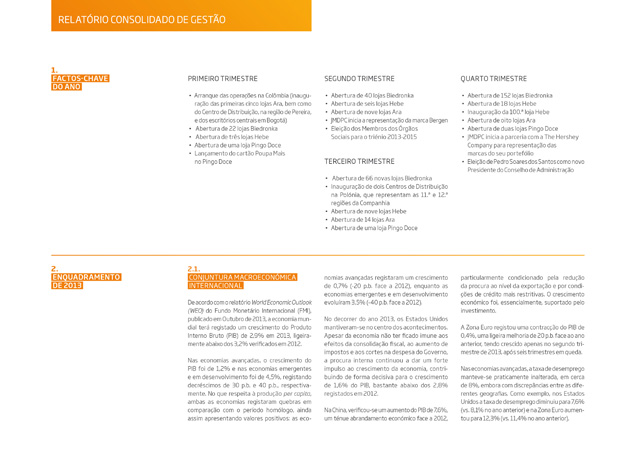 RELATÓRIO CONSOLIDADO DE GESTÃO
1.
FACTOS-CHAVE
DO ANO
PRIMEIRO TRIMESTRE
• Arranque das operações na Colômbia (inaugu-
ração das primeiras cinco lojas Ara, bem como
do Centro de Distribuição, na região de Pereira,
e dos escritórios centrais em Bogotá)
• Abertura de 22 lojas Biedronka
• Abertura de três lojas Hebe
• Abertura de uma loja Pingo Doce
• Lançamento do cartão Poupa Mais
no Pingo Doce
SEGUNDO TRIMESTRE
• Abertura de 40 lojas Biedronka
• Abertura de seis lojas Hebe
• Abertura de nove lojas Ara
• JMDPC inicia a representação da marca Bergen
• Eleição dos Membros dos Órgãos
Sociais para o triénio 2013-2015
TERCEIRO TRIMESTRE
• Abertura de 66 novas lojas Biedronka
• Inauguração de dois Centros de Distribuição
na Polónia, que representam as 11.ª e 12.ª
regiões da Companhia
• Abertura de nove lojas Hebe
• Abertura de 14 lojas Ara
• Abertura de uma loja Pingo Doce
QUARTO TRIMESTRE
• Abertura de 152 lojas Biedronka
• Abertura de 18 lojas Hebe
• Inauguração da 100.ª loja Hebe
• Abertura de oito lojas Ara
• Abertura de duas lojas Pingo Doce
• JMDPC inicia a parceria com a The Hershey
Company para representação das
marcas do seu portefólio
• Eleição de Pedro Soares dos Santos como novo
Presidente do Conselho de Administração
2.
ENQUADRAMENTO
DE 2013
2.1.
CONJUNTURA MACROECONÓMICA
INTERNACIONAL
De acordo com o relatório World Economic Outlook
(WEO) do Fundo Monetário Internacional (FMI),
publicado em Outubro de 2013, a economia mun-
dial terá registado um crescimento do Produto
Interno Bruto (PIB) de 2,9% em 2013, ligeira-
mente abaixo dos 3,2% verificados em 2012.
Nas economias avançadas, o crescimento do
PIB foi de 1,2% e nos economias emergentes
e em desenvolvimento foi de 4,5%, registando
decréscimos de 30 p.b. e 40 p.b., respectiva-
mente. No que respeita à produção per capita,
ambas as economias registaram quebras em
comparação com o período homólogo, ainda
assim apresentando valores positivos: as eco-
nomias avançadas registaram um crescimento
de 0,7% (-20 p.b. face a 2012), enquanto as
economias emergentes e em desenvolvimento
evoluíram 3,5% (-40 p.b. face a 2012).
No decorrer do ano 2013, os Estados Unidos
mantiveram-se no centro dos acontecimentos.
Apesar da economia não ter ficado imune aos
efeitos da consolidação fiscal, ao aumento de
impostos e aos cortes na despesa do Governo,
a procura interna continuou a dar um forte
impulso ao crescimento da economia, contri-
buindo de forma decisiva para o crescimento
de 1,6% do PIB, bastante abaixo dos 2,8%
registados em 2012.
Na China, verificou-se um aumento do PIB de 7,6%,
um ténue abrandamento económico face a 2012,
particularmente condicionado pela redução
da procura ao nível da exportação e por condi-
ções de crédito mais restritivas. O crescimento
económico foi, essencialmente, suportado pelo
investimento.
A Zona Euro registou uma contracção do PIB de
0,4%, uma ligeira melhoria de 20 p.b. face ao ano
anterior, tendo crescido apenas no segundo tri-
mestre de 2013, após seis trimestres em queda.
Nas economias avançadas, a taxa de desemprego
manteve-se praticamente inalterada, em cerca
de 8%, embora com discrepâncias entre as dife-
rentes geografias. Como exemplo, nos Estados
Unidos a taxa de desemprego diminuiu para 7,6%
(vs. 8,1% no ano anterior) e na Zona Euro aumen-
tou para 12,3% (vs. 11,4% no ano anterior).